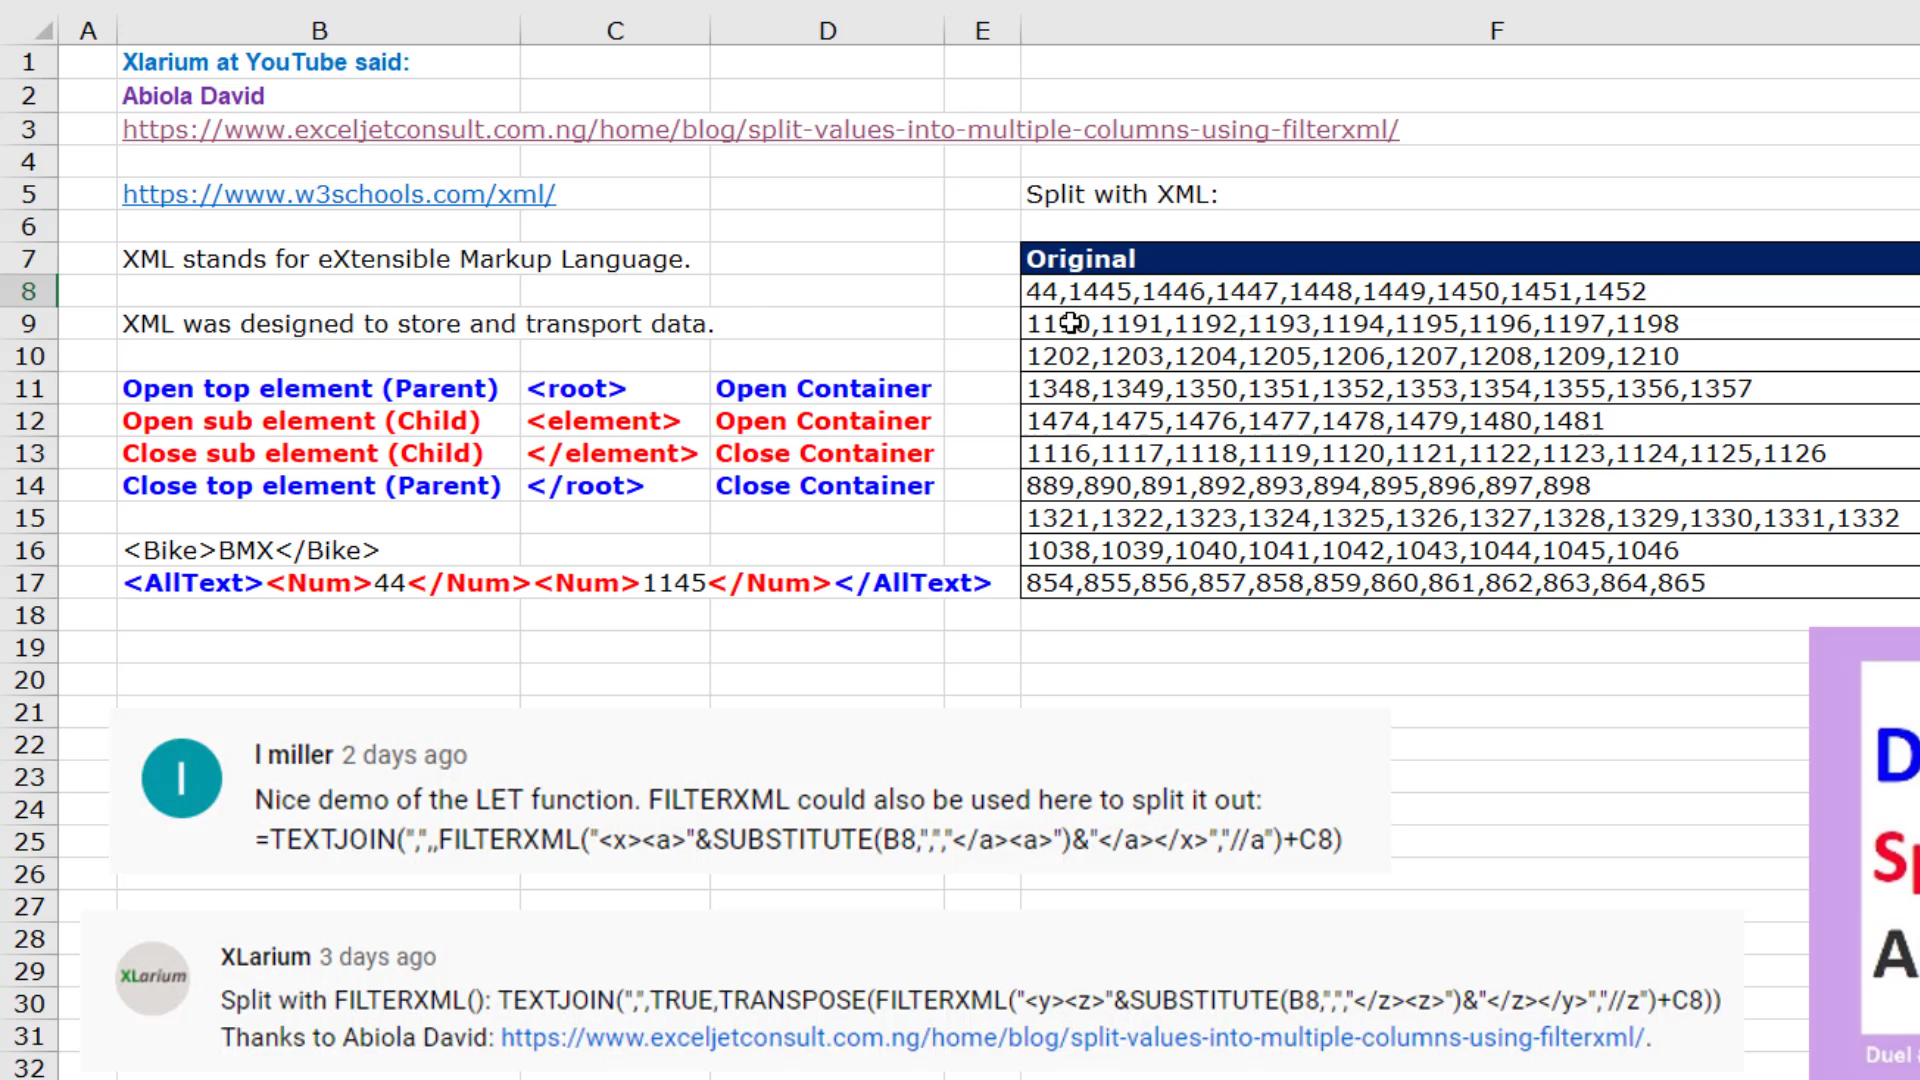 A B C D E F
1 Xlarium at YouTube said:
2 Abiola David
3 https://www.exceljetconsult.com.ng/home/blog/split-values-into-multiple-columns-using-filterxml/
4
5 https://www.w3schools.com/xml/ Split with XML:
6
7 XML stands for eXtensible Markup Language. Original
8 44,1445,1446,1447,1448,1449,1450,1451,1452
9 XML was designed to store and transport data. 1190,1191,1192,1193,1194,1195,1196,1197,1198
10 1202,1203,1204,1205,1206,1207,1208,1209,1210
11 Open top element (Parent) <root> Open Container 1348,1349,1350,1351,1352,1353,1354,1355,1356,1357
12 Open sub element (Child) <element> Open Container 1474,1475,1476,1477,1478,1479,1480,1481
13 Close sub element (Child) </element> Close Container 1116,1117,1118,1119,1120,1121,1122,1123,1124,1125,1126
14 Close top element (Parent) </root> Close Container 889,890,891,892,893,894,895,896,897,898
15 1321,1322,1323,1324,1325,1326,1327,1328,1329,1330,1331,1332
16 <Bike>BMX</Bike> 1038,1039,1040,1041,1042,1043,1044,1045,1046
17 <AllText><Num>44</Num><Num>1145</Num></AllText> 854,855,856,857,858,859,860,861,862,863,864,865
18
19
20
21
22
23
24
25
26
27
28
29
30
31
32
I
l miller 2 days ago
Nice demo of the LET function. FILTERXML could also be used here to split it out:
=TEXTJOIN(",",,FILTERXML("<x><a>"&SUBSTITUTE(B8,",","</a><a>")&"</a></x>","//a")+C8)
XLarium
XLarium 3 days ago
Split with FILTERXML(): TEXTJOIN(",",TRUE,TRANSPOSE(FILTERXML("<y><z>"&SUBSTITUTE(B8,",","</z><z>")&"</z></y>","//z")+C8))
Thanks to Abiola David: https://www.exceljetconsult.com.ng/home/blog/split-values-into-multiple-columns-using-filterxml/.
D
Sp
A
Duel